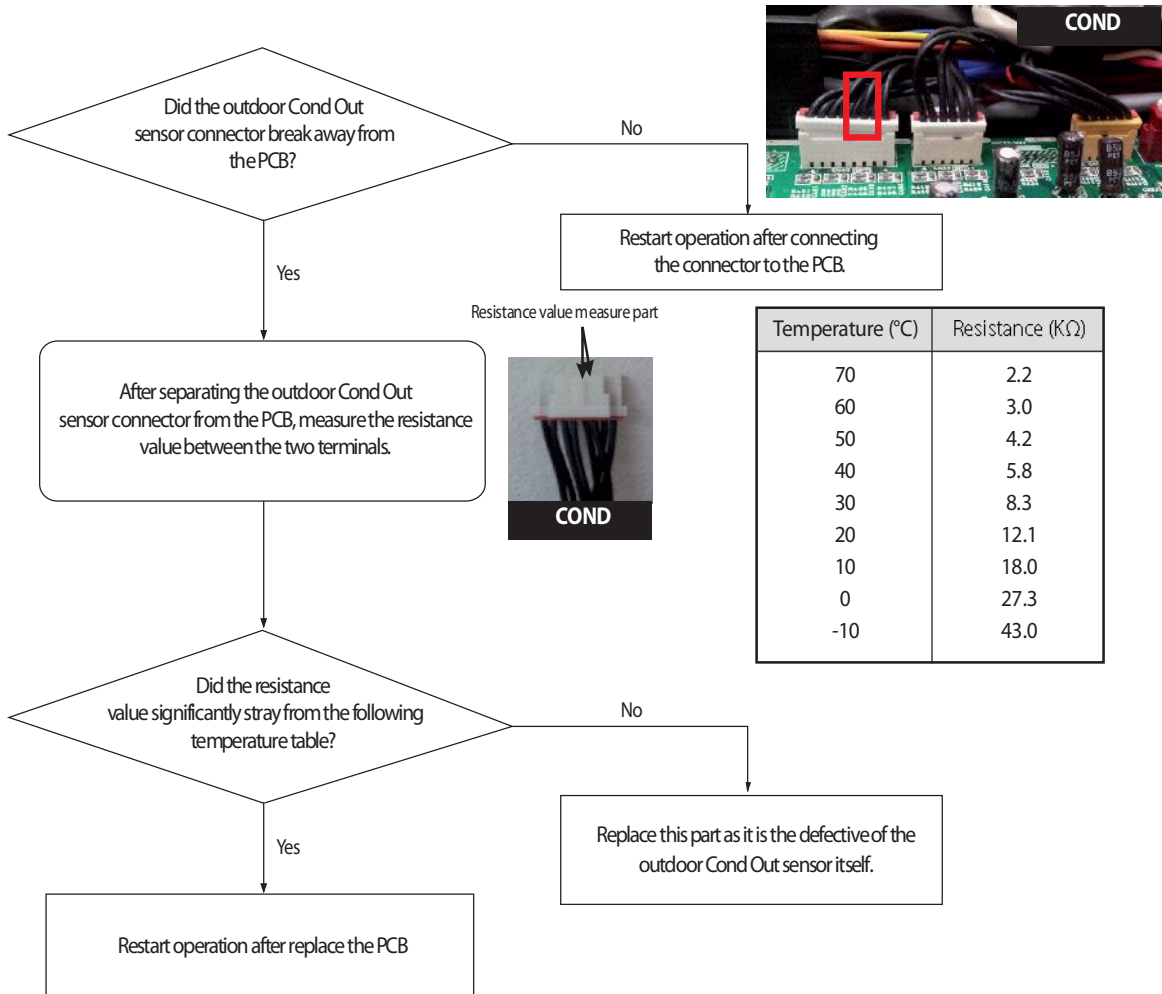 COND
Did the outdoor Cond Out
sensor connector break away from
the PCB?
No
Restart operation after connecting
the connector to the PCB.
Yes
Resistance value measure part
COND
After separating the outdoor Cond Out
sensor connector from the PCB, measure the resistance
value between the two terminals.
Temperature (°C) Resistance (KΩ)
70 2.2
60 3.0
50 4.2
40 5.8
30 8.3
20 12.1
10 18.0
0 27.3
-10 43.0
Did the resistance
value significantly stray from the following
temperature table?
No
Replace this part as it is the defective of the
outdoor Cond Out sensor itself.
Yes
Restart operation after replace the PCB